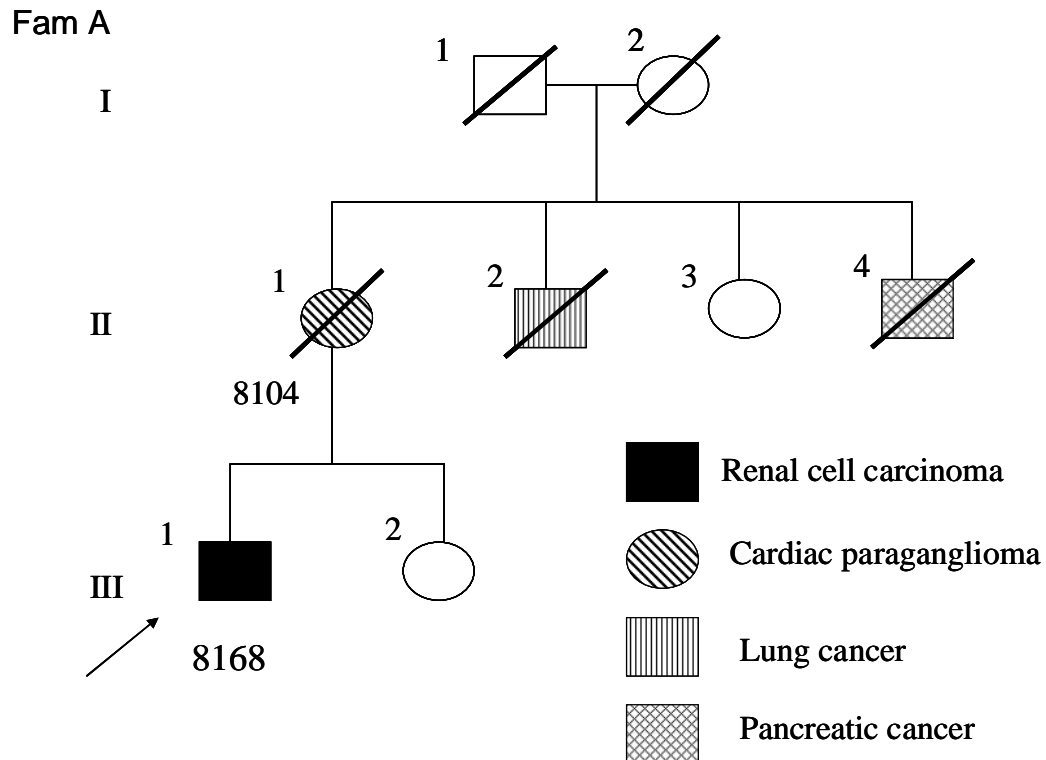 Fam A
1
2
I
1
2
3
4
II
8104
Renal cell carcinoma
1
2
Cardiac paraganglioma
III
8168
Lung cancer
Pancreatic cancer